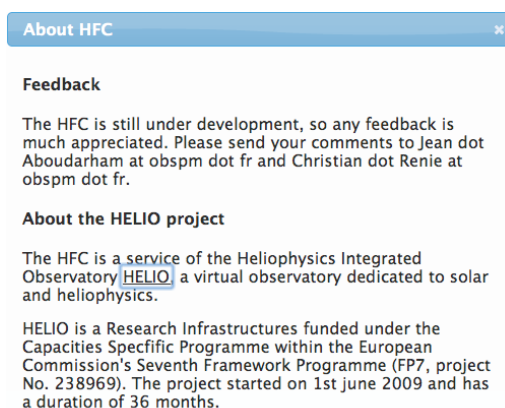 About HFC
Feedback
The HFC is still under development, so any feedback is
much appreciated. Please send your comments to Jean dot
Aboudarham at obspm dot fr and Christian dot Renie at
obspm dot fr.
About the HELIO project
The HFC is a service of the Heliophysics Integrated
Observatory HELIO, a virtual observatory dedicated to solar
and heliophysics.
HELIO is a Research Infrastructures funded under the
Capacities Specfific Programme within the European
Commission's Seventh Framework Programme (FP7, project
No. 238969). The project started on 1st june 2009 and has
a duration of 36 months.